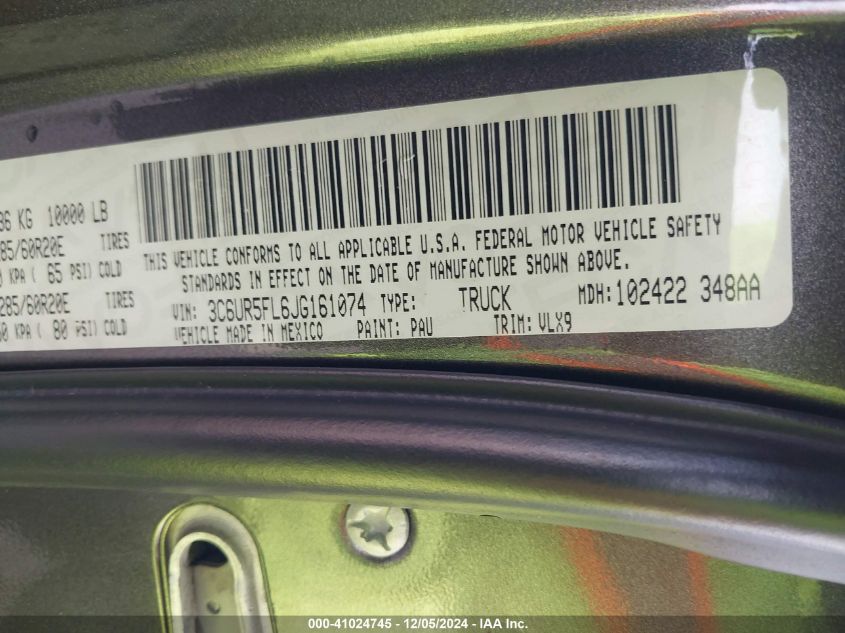 36 KG 10000 LB
285/60R20E TIRES
KPA ( 65 PSI) COLD
285/60R20E TIRES
KPA ( 80 PSI) COLD
THIS VEHICLE CONFORMS TO ALL APPLICABLE U.S.A. FEDERAL MOTOR VEHICLE SAFETY
STANDARDS IN EFFECT ON THE DATE OF MANUFACTURE SHOWN ABOVE.
VIN: 3C6UR5FL6JG161074 TYPE: TRUCK MDH:102422 348AA
VEHICLE MADE IN MEXICO PAINT: PAU TRIM: VLX9
000-41024745 - 12/05/2024 - IAA Inc.